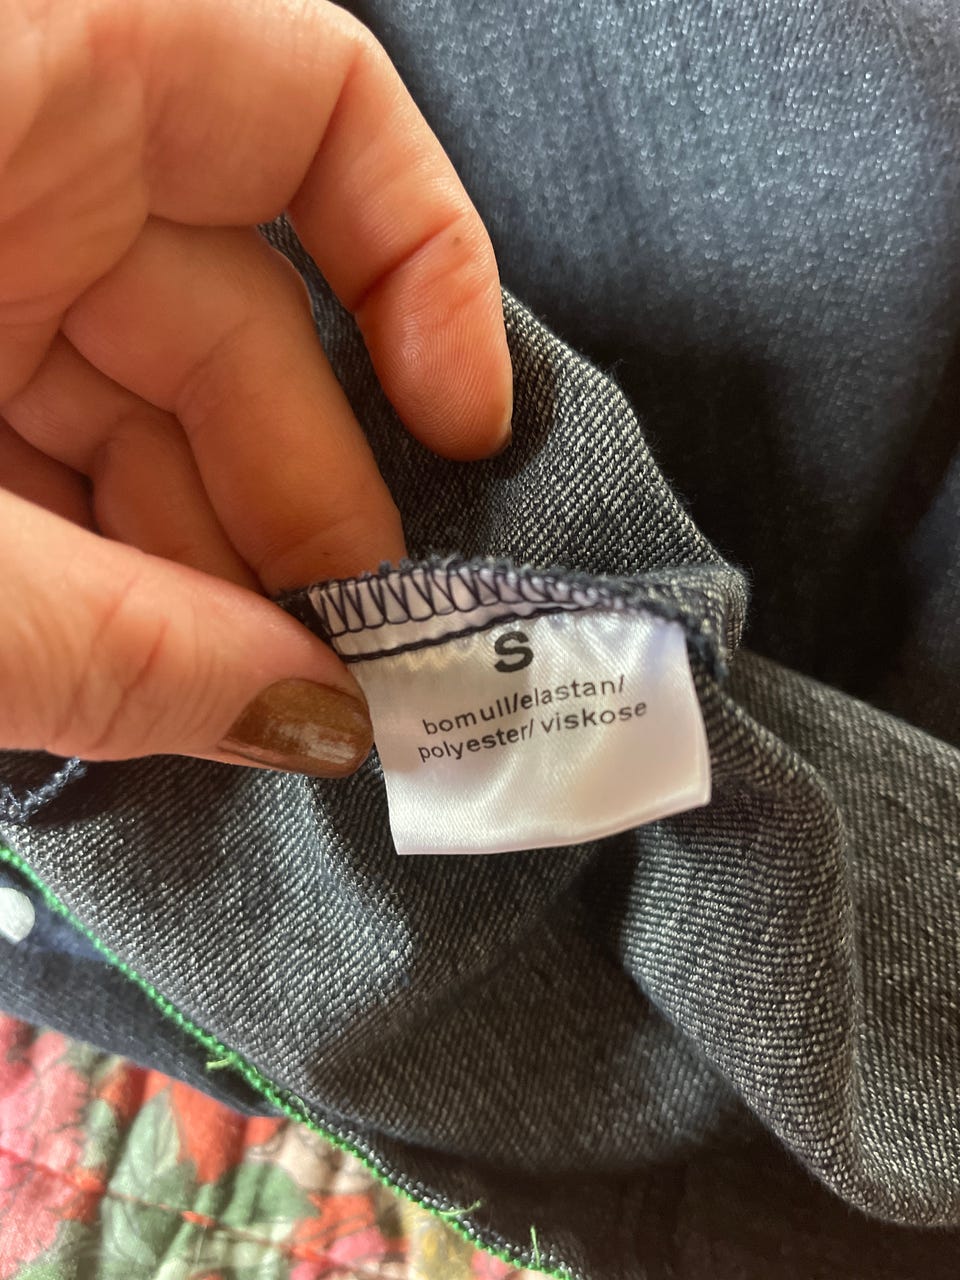 S
bomull/elastan/
polyester/ viskose